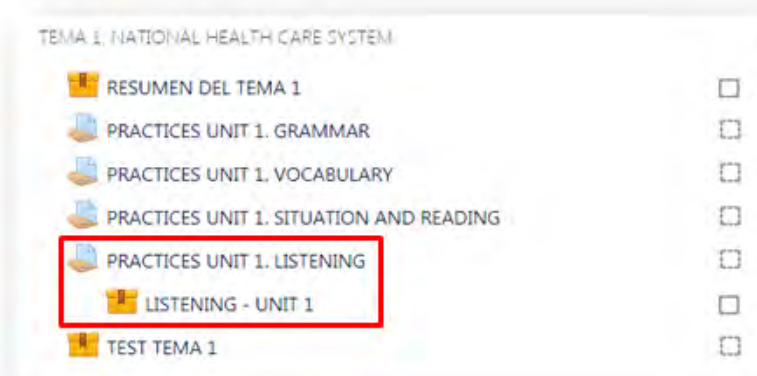 TEMA 1. NATIONAL HEALTH CARE SYSTEM
RESUMEN DEL TEMA 1
PRACTICES UNIT 1. GRAMMAR
PRACTICES UNIT 1. VOCABULARY
PRACTICES UNIT 1. SITUATION AND READING
PRACTICES UNIT 1. LISTENING
LISTENING - UNIT 1
TEST TEMA 1